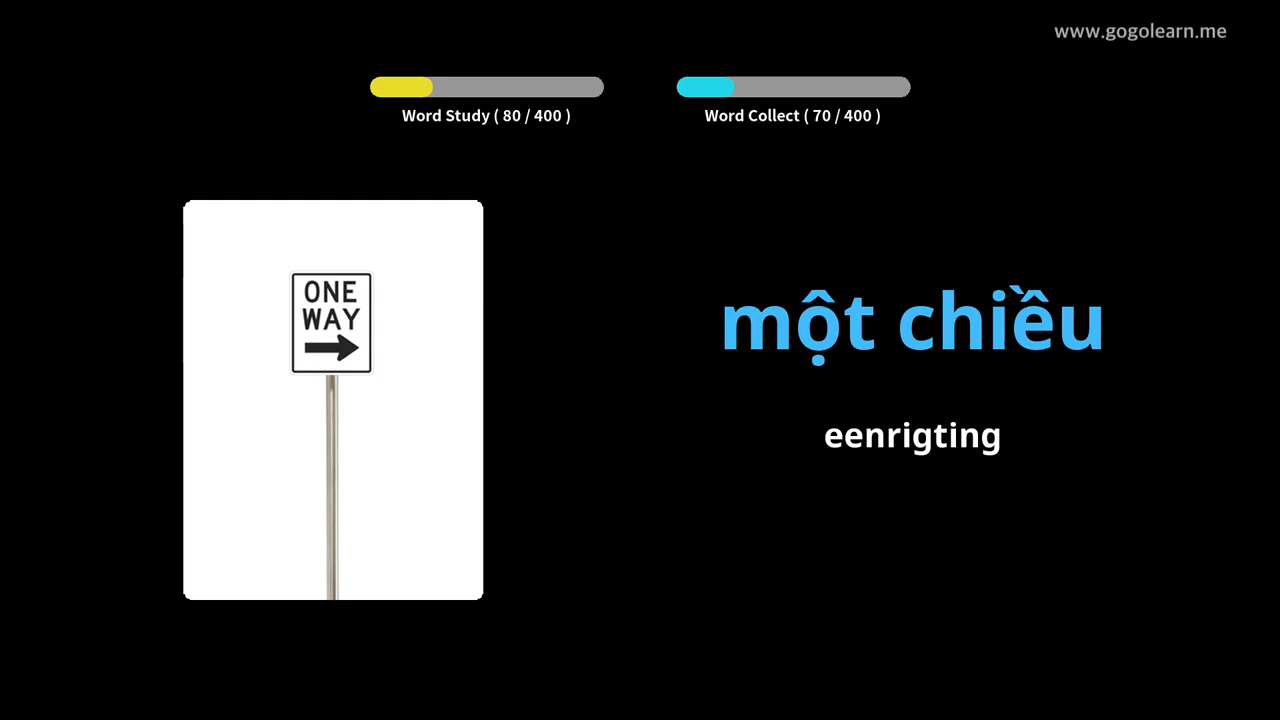 www.gogolearn.me
Word Study ( 80 / 400 )
Word Collect ( 70 / 400 )
ONE
WAY
một chiều
eenrigting